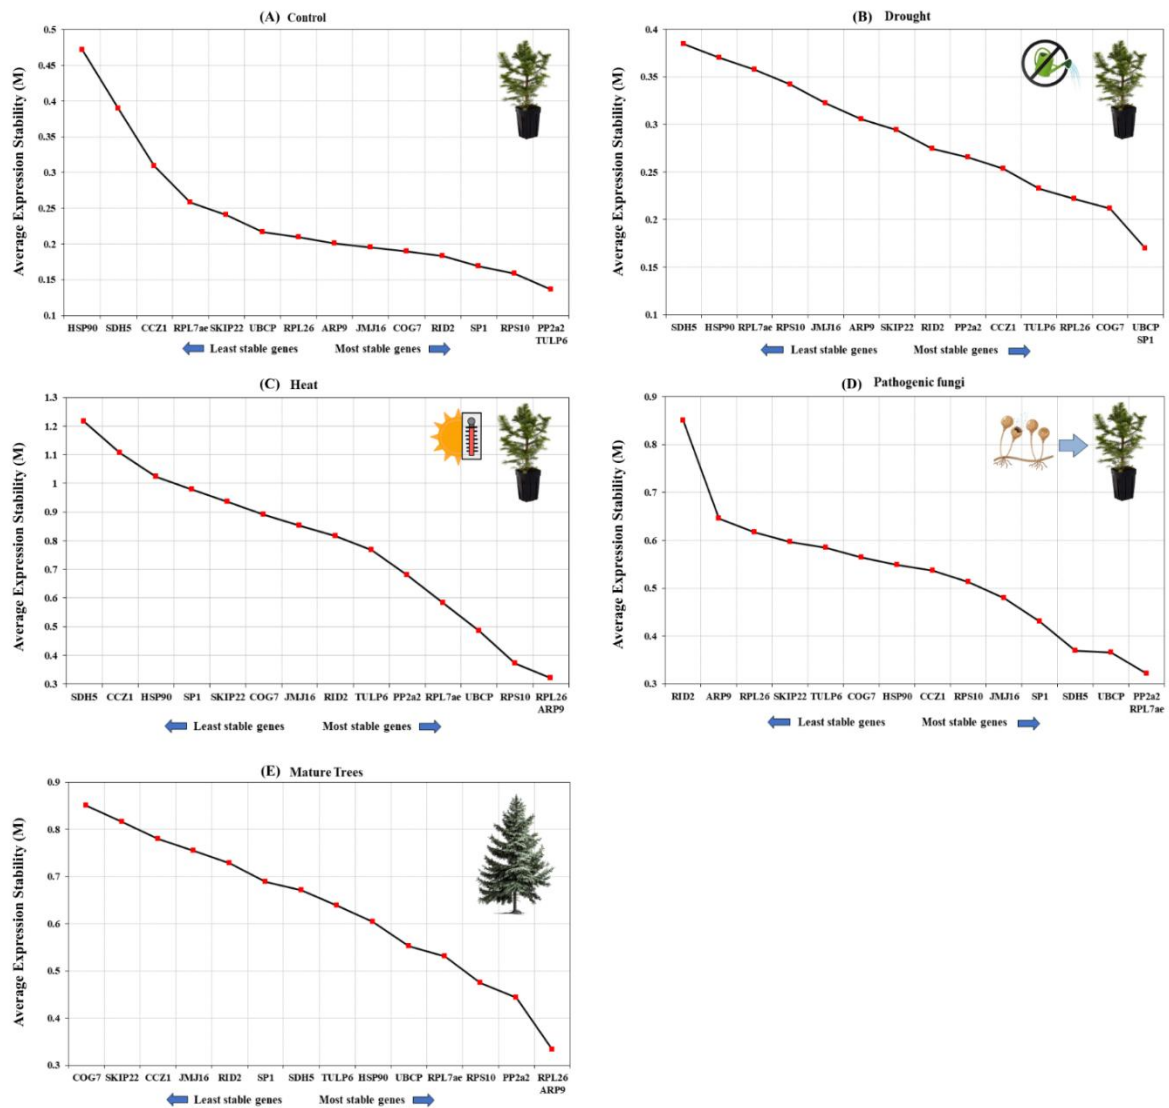 (A) Control
Average Expression Stability (M)
0.5
0.45
0.4
0.35
0.3
0.25
0.2
0.15
0.1
HSP90 SDH5 CCZ1 RPL7ae SKIP22 UBCP RPL26 ARP9 JMJ16 COG7 RID2 SP1 RPS10 PP2a2
TULP6
Least stable genes Most stable genes
(B) Drought
Average Expression Stability (M)
0.4
0.35
0.3
0.25
0.2
0.15
0.1
SDH5 HSP90 RPL7ae RPS10 JMJ16 ARP9 SKIP22 RID2 PP2a2 CCZ1 TULP6 RPL26 COG7 UBCP
SP1
Least stable genes Most stable genes
(C) Heat
Average Expression Stability (M)
1.3
1.2
1.1
1
0.9
0.8
0.7
0.6
0.5
0.4
0.3
SDH5 CCZ1 HSP90 SP1 SKIP22 COG7 JMJ16 RID2 TULP6 PP2a2 RPL7ae UBCP RPS10 RPL26
ARP9
Least stable genes Most stable genes
(D) Pathogenic fungi
Average Expression Stability (M)
0.9
0.8
0.7
0.6
0.5
0.4
0.3
RID2 ARP9 RPL26 SKIP22 TULP6 COG7 HSP90 CCZ1 RPS10 JMJ16 SP1 SDH5 UBCP PP2a2
RPL7ae
Least stable genes Most stable genes
(E) Mature Trees
Average Expression Stability (M)
0.9
0.8
0.7
0.6
0.5
0.4
0.3
COG7 SKIP22 CCZ1 JMJ16 RID2 SP1 SDH5 TULP6 HSP90 UBCP RPL7ae RPS10 PP2a2 RPL26
ARP9
Least stable genes Most stable genes